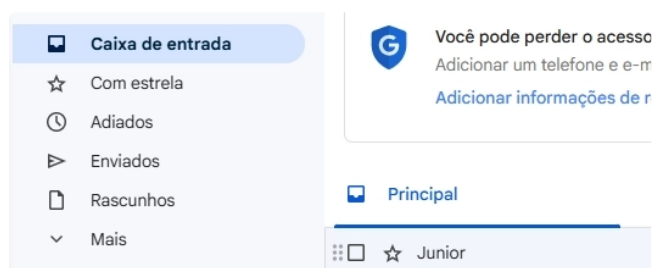 Caixa de entrada
Com estrela
Adiados
Enviados
Rascunhos
Mais
G
Você pode perder o acesso
Adicionar um telefone e e-m
Adicionar informações de r
Principal
Junior